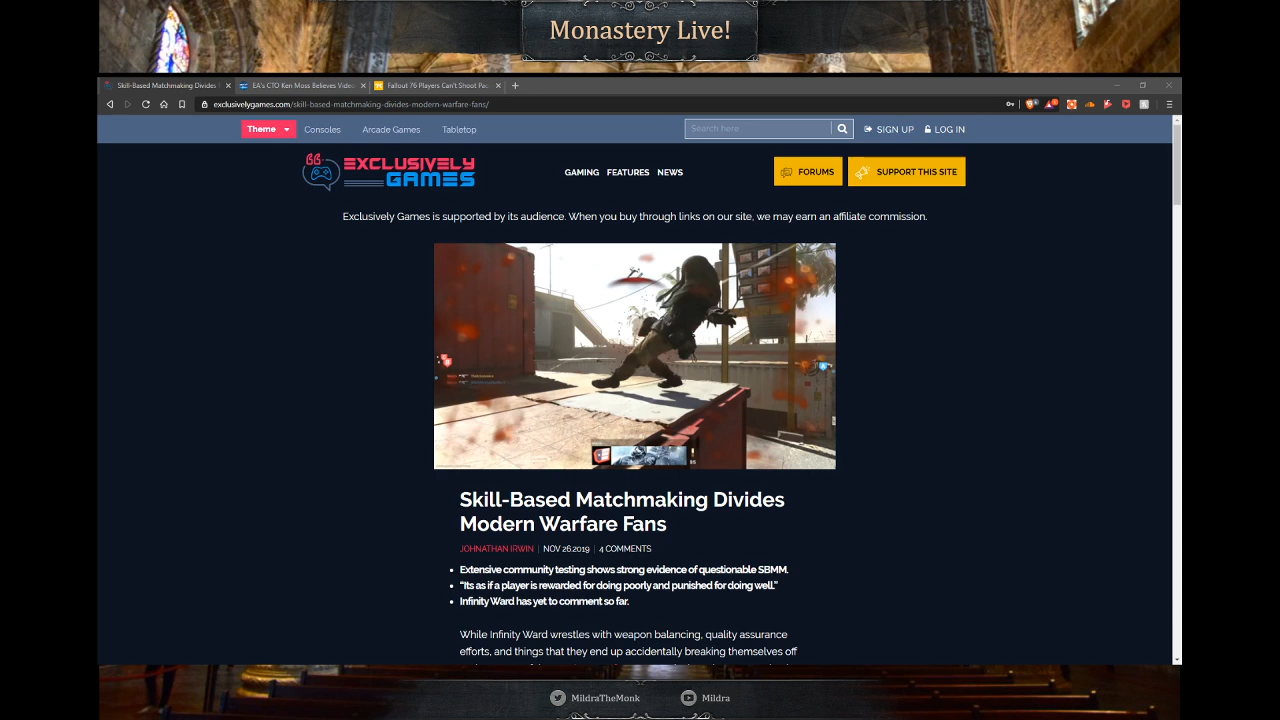 Monastery Live!
Skill-Based Matchmaking Divides
EA's CTO Ken Moss Believes Video
Fallout 76 Players Can't Shoot Pac
exclusivelygames.com/skill-based-matchmaking-divides-modern-warfare-fans/
Theme Consoles Arcade Games Tabletop Search here SIGN UP LOG IN
EXCLUSIVELY
GAMES
GAMING FEATURES NEWS FORUMS SUPPORT THIS SITE
Exclusively Games is supported by its audience. When you buy through links on our site, we may earn an affiliate commission.
Skill-Based Matchmaking Divides
Modern Warfare Fans
JOHNATHAN IRWIN | NOV 26.2019 | 4 COMMENTS
Extensive community testing shows strong evidence of questionable SBMM.
"Its as if a player is rewarded for doing poorly and punished for doing well."
Infinity Ward has yet to comment so far.
While Infinity Ward wrestles with weapon balancing, quality assurance
efforts, and things that they end up accidentally breaking themselves off
MildraTheMonk Mildra